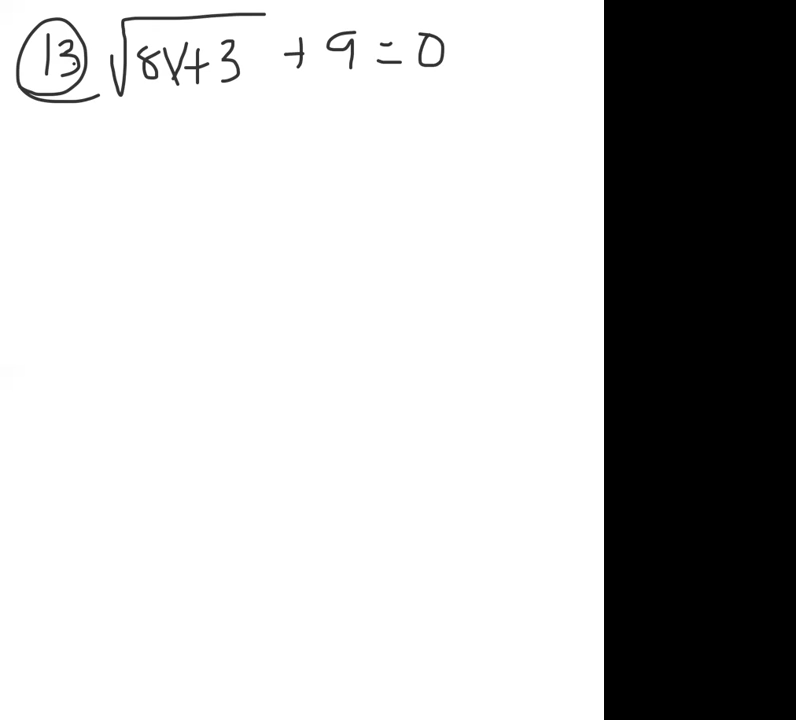 13 √8V+3 + 9 = 0